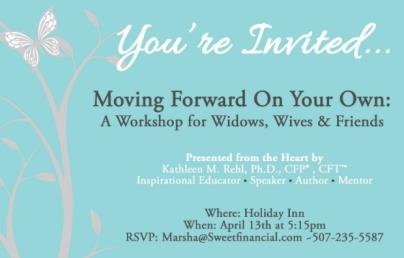 You're Invited...
Moving Forward On Your Own:
A Workshop for Widows, Wives & Friends
Presented from the Heart by
Kathleen M. Rehl, Ph.D., CFP® , CFT™
Inspirational Educator • Speaker • Author • Mentor
Where: Holiday Inn
When: April 13th at 5:15pm
RSVP: Marsha@Sweetfinancial.com ~507-235-5587